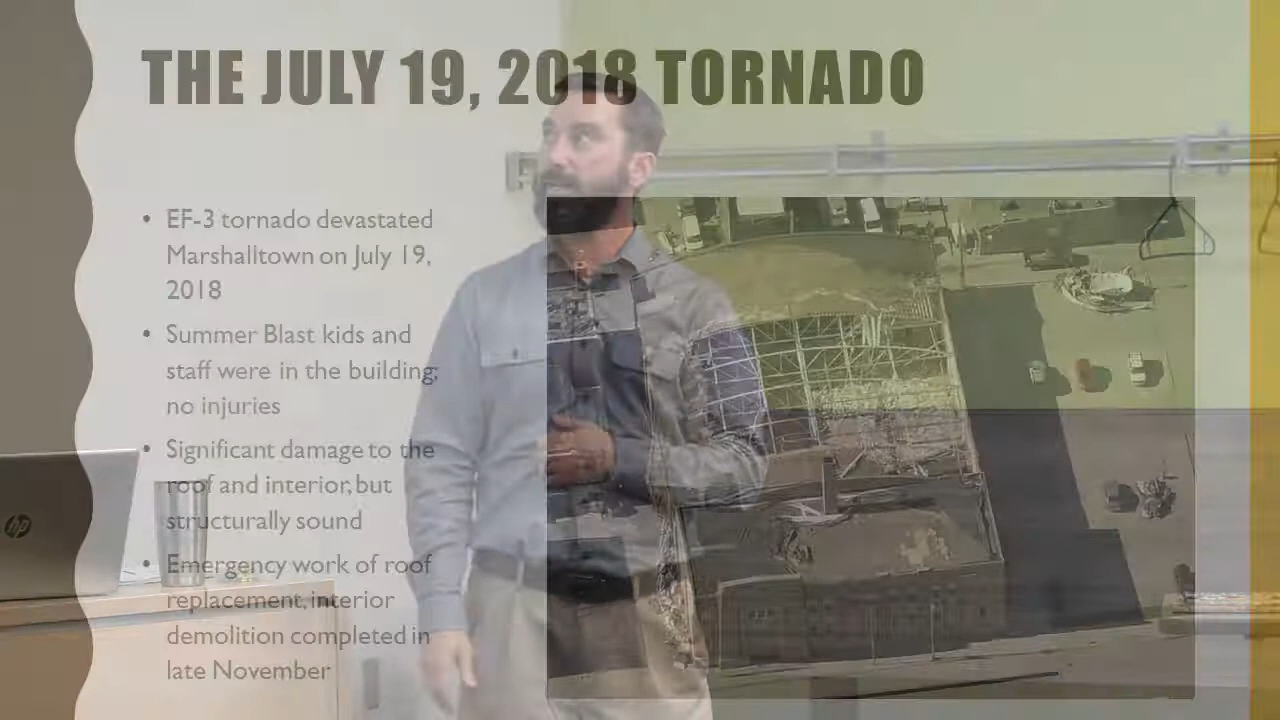 THE JULY 19, 2018 TORNADO
• EF-3 tornado devastated
Marshalltown on July 19,
2018
• Summer Blast kids and
staff were in the building;
no injuries
• Significant damage to the
roof and interior, but
structurally sound
• Emergency work of roof
replacement, interior
demolition completed in
late November
hp